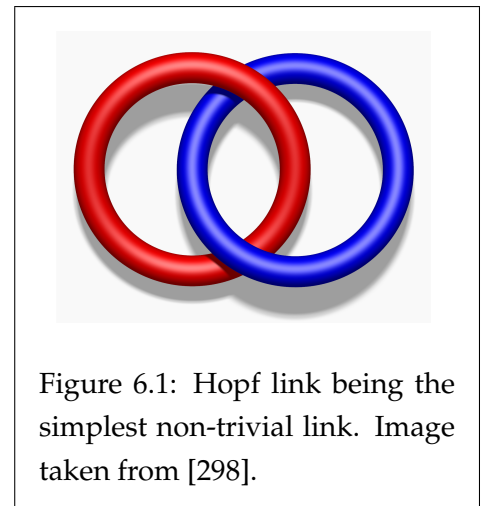 Figure 6.1: Hopf link being the
simplest non-trivial link. Image
taken from [298].